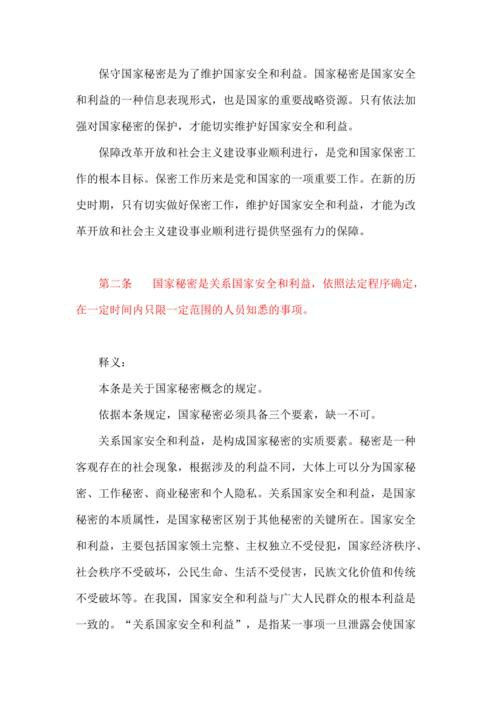 保守国家秘密是为了维护国家安全和利益。国家秘密是国家安全
和利益的一种信息表现形式，也是国家的重要战略资源。只有依法加
强对国家秘密的保护，才能切实维护好国家安全和利益。
保障改革开放和社会主义建设事业顺利进行，是党和国家保密工
作的根本目标。保密工作历来是党和国家的一项重要工作。在新的历
史时期，只有切实做好保密工作，维护好国家安全和利益，才能为改
革开放和社会主义建设事业顺利进行提供坚强有力的保障。
第二条　国家秘密是关系国家安全和利益，依照法定程序确定，
在一定时间内只限一定范围的人员知悉的事项。
释义：
本条是关于国家秘密概念的规定。
依据本条规定，国家秘密必须具备三个要素，缺一不可。
关系国家安全和利益，是构成国家秘密的实质要素。秘密是一种
客观存在的社会现象，根据涉及的利益不同，大体上可以分为国家秘
密、工作秘密、商业秘密和个人隐私。关系国家安全和利益，是国家
秘密的本质属性，是国家秘密区别于其他秘密的关键所在。国家安全
和利益，主要包括国家领土完整、主权独立不受侵犯，国家经济秩序、
社会秩序不受破坏，公民生命、生活不受侵害，民族文化价值和传统
不受破坏等。在我国，国家安全和利益与广大人民群众的根本利益是
一致的。“关系国家安全和利益”，是指某一事项一旦泄露会使国家